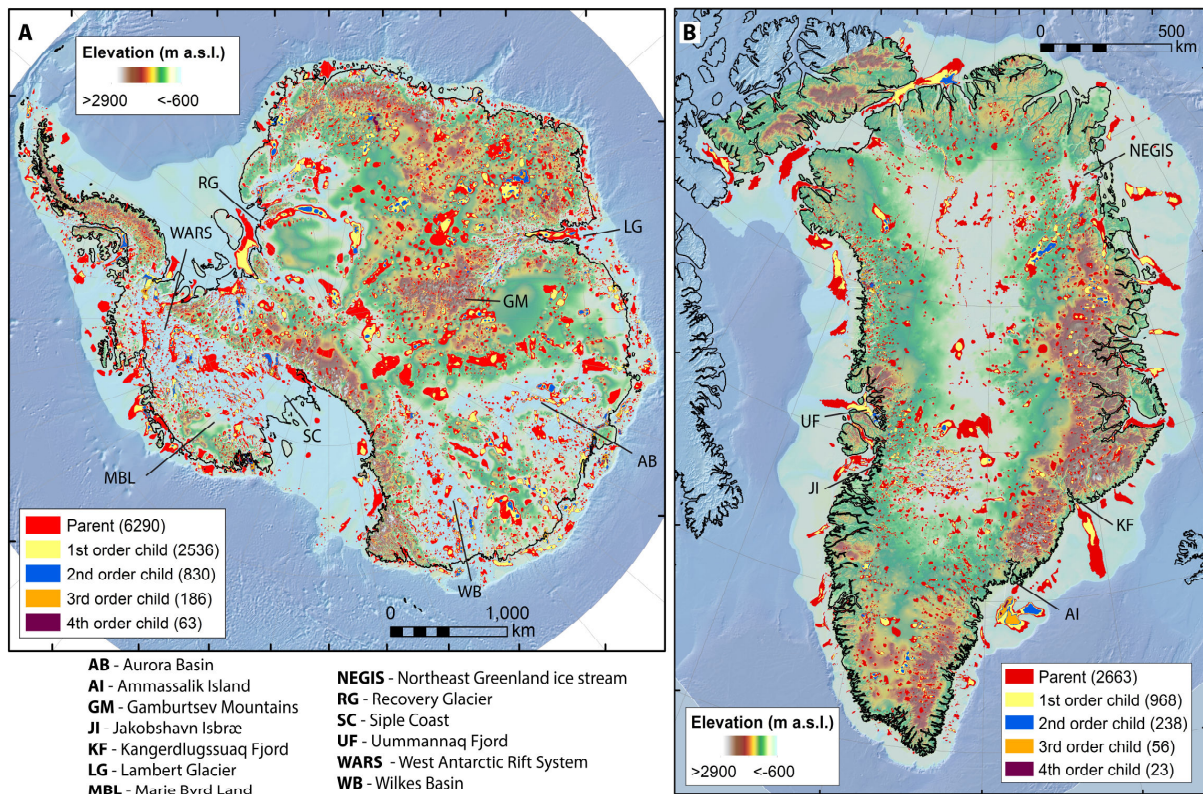 A
Elevation (m a.s.l.)
>2900 <-600
RG
WARS
LG
GM
SC
AB
MBL
WB
Parent (6290)
1st order child (2536)
2nd order child (830)
3rd order child (186)
4th order child (63)
0 1,000
km
B
0 500
km
NEGIS
UF
JI
KF
AI
Elevation (m a.s.l.)
>2900 <-600
Parent (2663)
1st order child (968)
2nd order child (238)
3rd order child (56)
4th order child (23)
AB - Aurora Basin
AI - Ammassalik Island
GM - Gamburtsev Mountains
JI - Jakobshavn Isbræ
KF - Kangerdlugssuaq Fjord
LG - Lambert Glacier
MBL - Marie Byrd Land
NEGIS - Northeast Greenland ice stream
RG - Recovery Glacier
SC - Siple Coast
UF - Uummannaq Fjord
WARS - West Antarctic Rift System
WB - Wilkes Basin